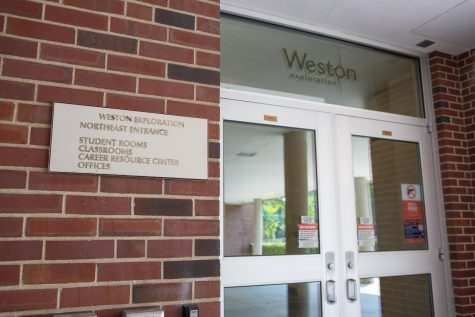 WESTON EXPLORATION
NORTHEAST ENTRANCE
STUDENT ROOMS
CLASSROOMS
CAREER RESOURCE CENTER
OFFICES
Weston
exploration